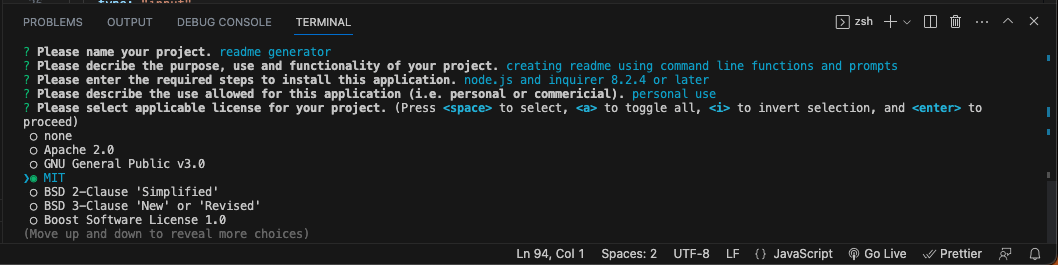 type: "input"
PROBLEMS OUTPUT DEBUG CONSOLE TERMINAL zsh
? Please name your project. readme generator
? Please decribe the purpose, use and functionality of your project. creating readme using command line functions and prompts
? Please enter the required steps to install this application. node.js and inquirer 8.2.4 or later
? Please describe the use allowed for this application (i.e. personal or commericial). personal use
? Please select applicable license for your project. (Press <space> to select, <a> to toggle all, <i> to invert selection, and <enter> to
proceed)
none
Apache 2.0
GNU General Public v3.0
❯◉ MIT
BSD 2-Clause 'Simplified'
BSD 3-Clause 'New' or 'Revised'
Boost Software License 1.0
(Move up and down to reveal more choices)
Ln 94, Col 1 Spaces: 2 UTF-8 LF {} JavaScript Go Live Prettier